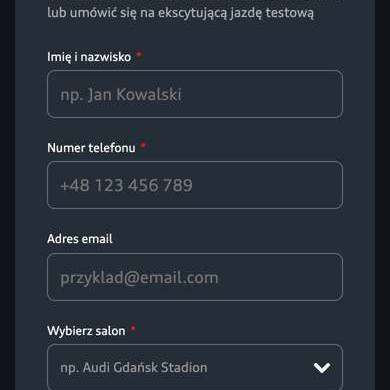 lub umówić się na ekscytującą jazdę testową
Imię i nazwisko *
np. Jan Kowalski
Numer telefonu *
+48 123 456 789
Adres email
przyklad@email.com
Wybierz salon *
np. Audi Gdańsk Stadion